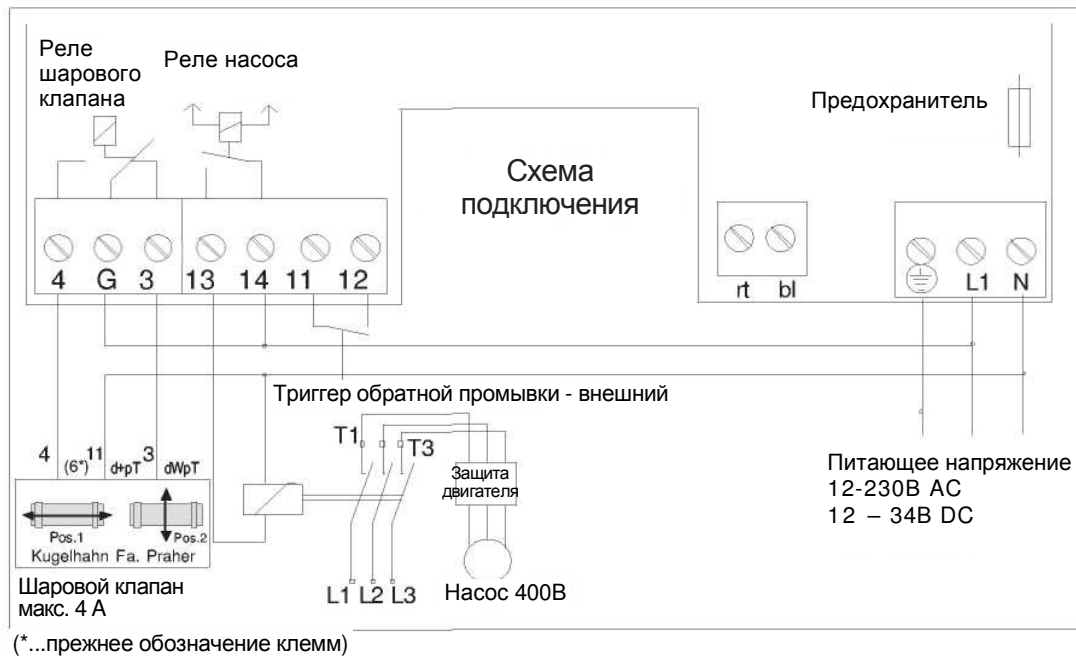 Реле
шарового
клапана
Реле насоса
Предохранитель
Схема
подключения
4 G 3 13 14 11 12
rt bl
L1 N
Триггер обратной промывки - внешний
4 (6*) 11 d+pT 3 dWpT
T1 T3
Защита
двигателя
Питающее напряжение
12-230В AC
12 – 34В DC
Pos.1 Pos.2
Kugelhahn Fa. Praher
Шаровой клапан
макс. 4 А
L1 L2 L3
Насос 400В
(*...прежнее обозначение клемм)